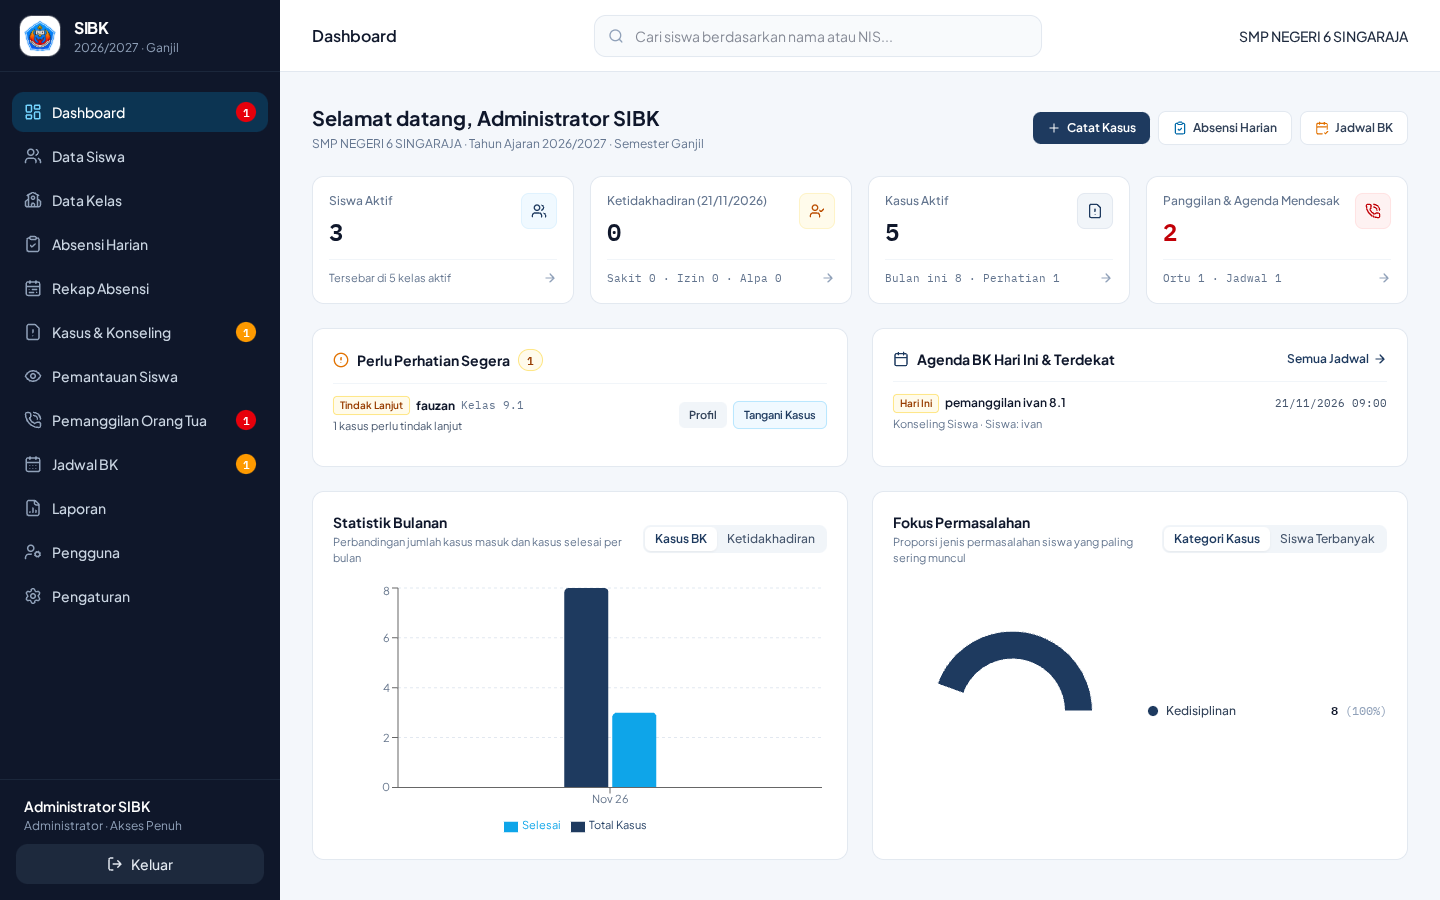 SIBK
2026/2027 · Ganjil
Dashboard
Cari siswa berdasarkan nama atau NIS...
SMP NEGERI 6 SINGARAJA
Dashboard 1
Data Siswa
Data Kelas
Absensi Harian
Rekap Absensi
Kasus & Konseling 1
Pemantauan Siswa
Pemanggilan Orang Tua 1
Jadwal BK 1
Laporan
Pengguna
Pengaturan
Administrator SIBK
Administrator · Akses Penuh
Keluar
Selamat datang, Administrator SIBK
SMP NEGERI 6 SINGARAJA · Tahun Ajaran 2026/2027 · Semester Ganjil
Catat Kasus
Absensi Harian
Jadwal BK
Siswa Aktif
3
Tersebar di 5 kelas aktif
Ketidakhadiran (21/11/2026)
0
Sakit 0 · Izin 0 · Alpa 0
Kasus Aktif
5
Bulan ini 8 · Perhatian 1
Panggilan & Agenda Mendesak
2
Ortu 1 · Jadwal 1
Perlu Perhatian Segera 1
Tindak Lanjut fauzan Kelas 9.1
1 kasus perlu tindak lanjut
Profil
Tangani Kasus
Agenda BK Hari Ini & Terdekat
Semua Jadwal
Hari Ini pemanggilan ivan 8.1
21/11/2026 09:00
Konseling Siswa · Siswa: ivan
Statistik Bulanan
Perbandingan jumlah kasus masuk dan kasus selesai per
bulan
Kasus BK
Ketidakhadiran
8
6
4
2
0
Nov 26
Selesai
Total Kasus
Fokus Permasalahan
Proporsi jenis permasalahan siswa yang paling
sering muncul
Kategori Kasus
Siswa Terbanyak
Kedisiplinan
8 (100%)